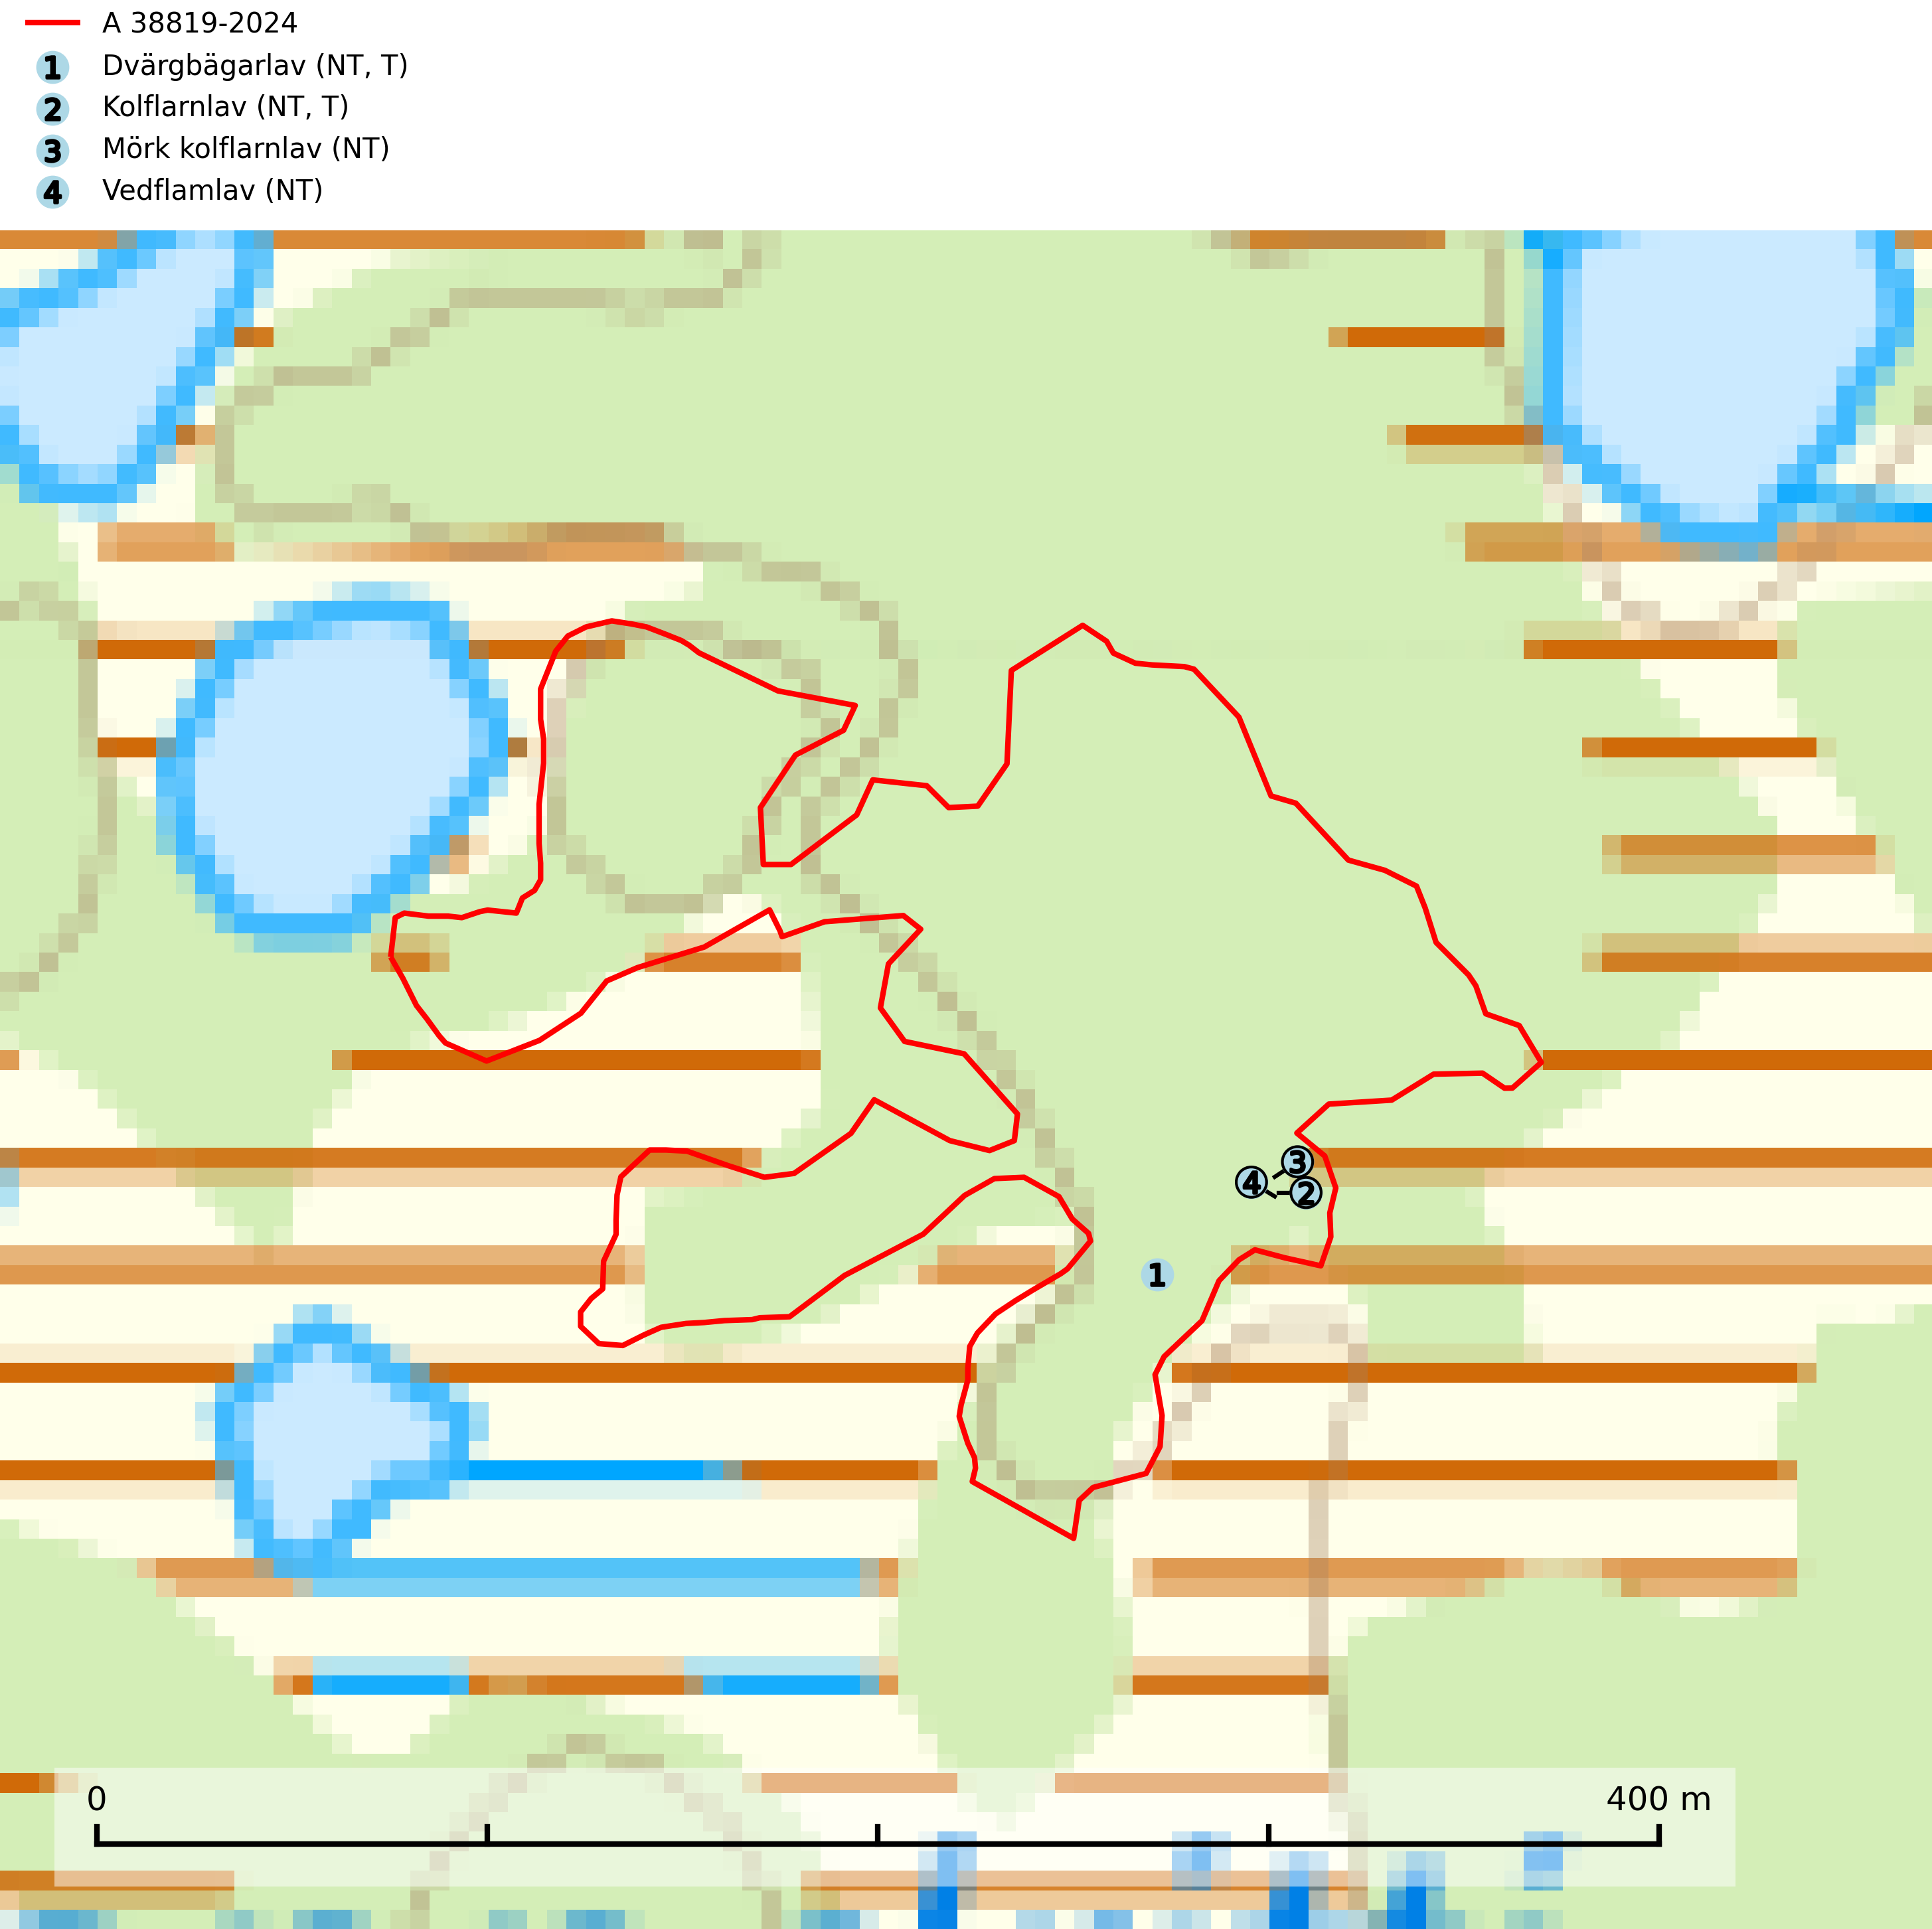 A 38819-2024
1 Dvärgbägarlav (NT, T)
2 Kolflarnlav (NT, T)
3 Mörk kolflarnlav (NT)
4 Vedflamlav (NT)
3
4
2
1
0 400 m